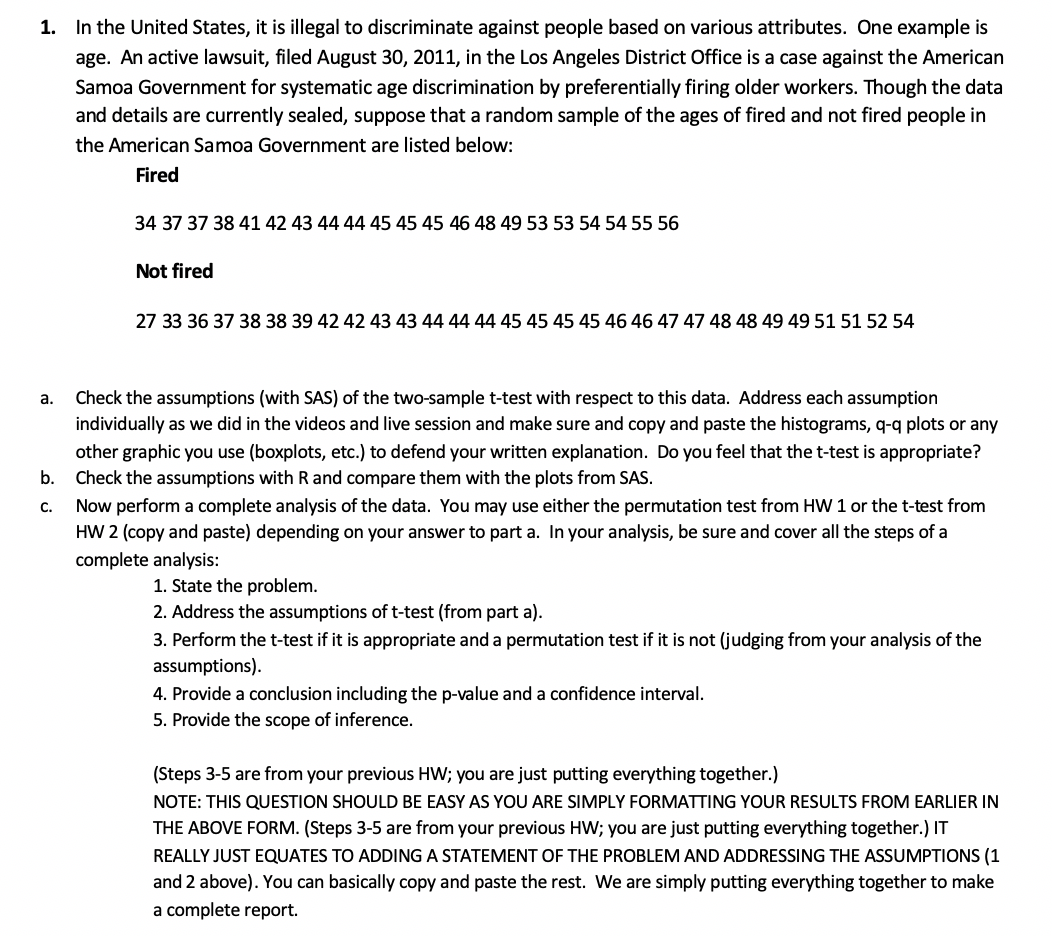 1. In the United States, it is illegal to discriminate against people based on various attributes. One example is
age. An active lawsuit, filed August 30, 2011, in the Los Angeles District Office is a case against the American
Samoa Government for systematic age discrimination by preferentially firing older workers. Though the data
and details are currently sealed, suppose that a random sample of the ages of fired and not fired people in
the American Samoa Government are listed below:
Fired
34 37 37 38 41 42 43 44 44 45 45 45 46 48 49 53 53 54 54 55 56
Not fired
27 33 36 37 38 38 39 42 42 43 43 44 44 44 45 45 45 45 46 46 47 47 48 48 49 49 51 51 52 54
a. Check the assumptions (with SAS) of the two-sample t-test with respect to this data. Address each assumption
individually as we did in the videos and live session and make sure and copy and paste the histograms, q-q plots or any
other graphic you use (boxplots, etc.) to defend your written explanation. Do you feel that the t-test is appropriate?
b. Check the assumptions with R and compare them with the plots from SAS.
c. Now perform a complete analysis of the data. You may use either the permutation test from HW 1 or the t-test from
HW 2 (copy and paste) depending on your answer to part a. In your analysis, be sure and cover all the steps of a
complete analysis:
1. State the problem.
2. Address the assumptions of t-test (from part a).
3. Perform the t-test if it is appropriate and a permutation test if it is not (judging from your analysis of the
assumptions).
4. Provide a conclusion including the p-value and a confidence interval.
5. Provide the scope of inference.
(Steps 3-5 are from your previous HW; you are just putting everything together.)
NOTE: THIS QUESTION SHOULD BE EASY AS YOU ARE SIMPLY FORMATTING YOUR RESULTS FROM EARLIER IN
THE ABOVE FORM. (Steps 3-5 are from your previous HW; you are just putting everything together.) IT
REALLY JUST EQUATES TO ADDING A STATEMENT OF THE PROBLEM AND ADDRESSING THE ASSUMPTIONS (1
and 2 above). You can basically copy and paste the rest. We are simply putting everything together to make
a complete report.